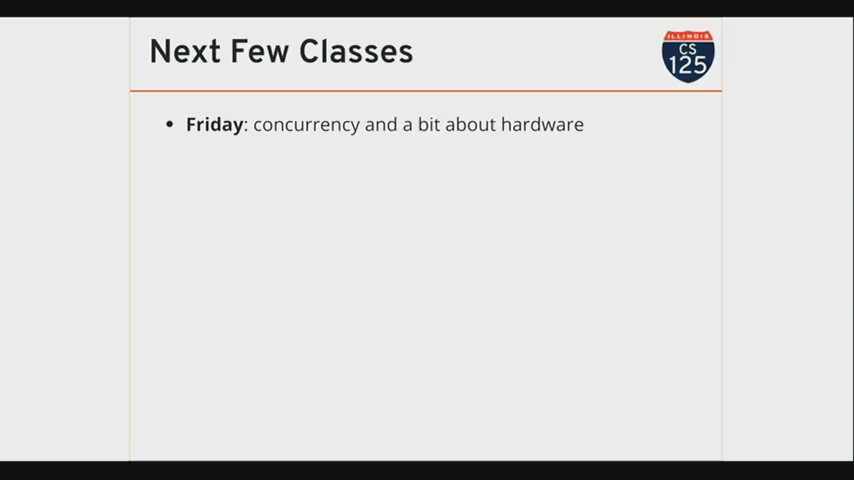 Next Few Classes
ILLINOIS
CS
125
• Friday: concurrency and a bit about hardware